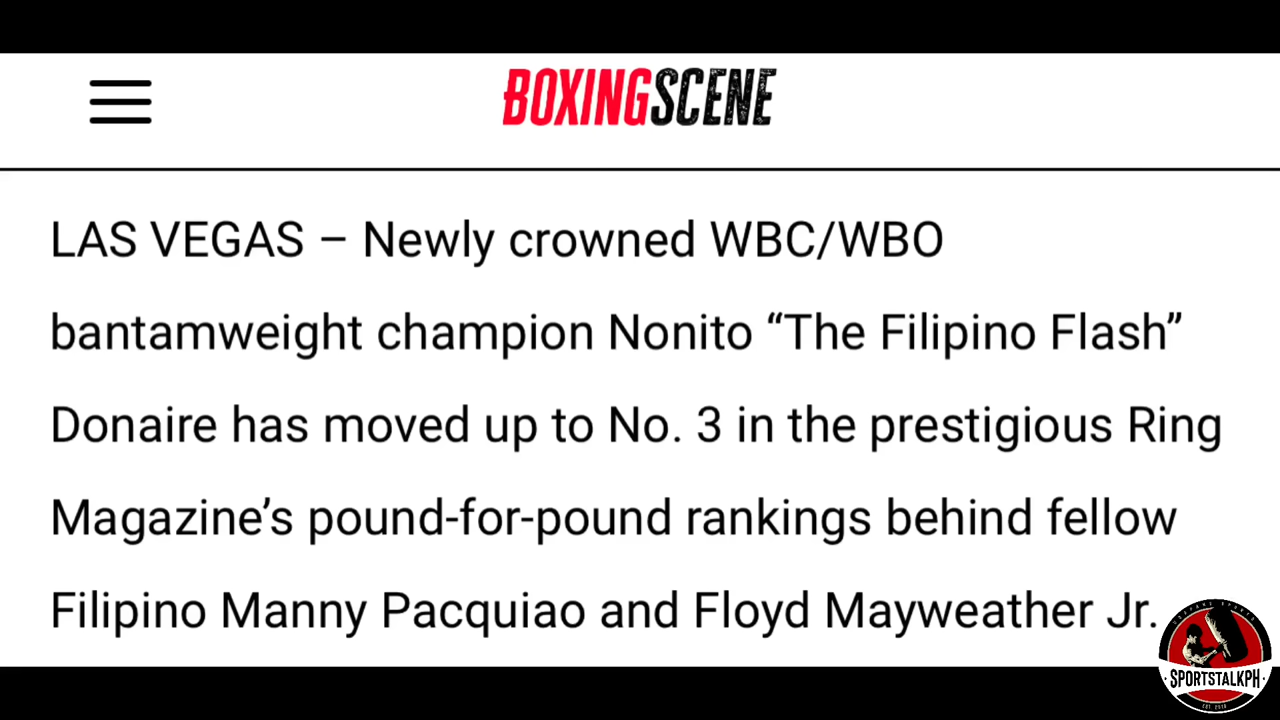 BOXINGSCENE
LAS VEGAS – Newly crowned WBC/WBO
bantamweight champion Nonito “The Filipino Flash”
Donaire has moved up to No. 3 in the prestigious Ring
Magazine’s pound-for-pound rankings behind fellow
Filipino Manny Pacquiao and Floyd Mayweather Jr.
SPORTSTALKPH